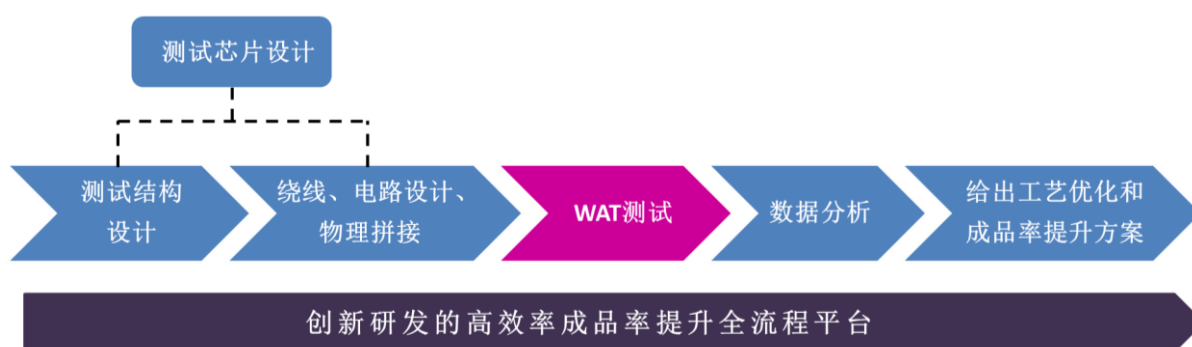 测试芯片设计
测试结构
设计
绕线、电路设计、
物理拼接
WAT测试
数据分析
给出工艺优化和
成品率提升方案
创新研发的高效率成品率提升全流程平台